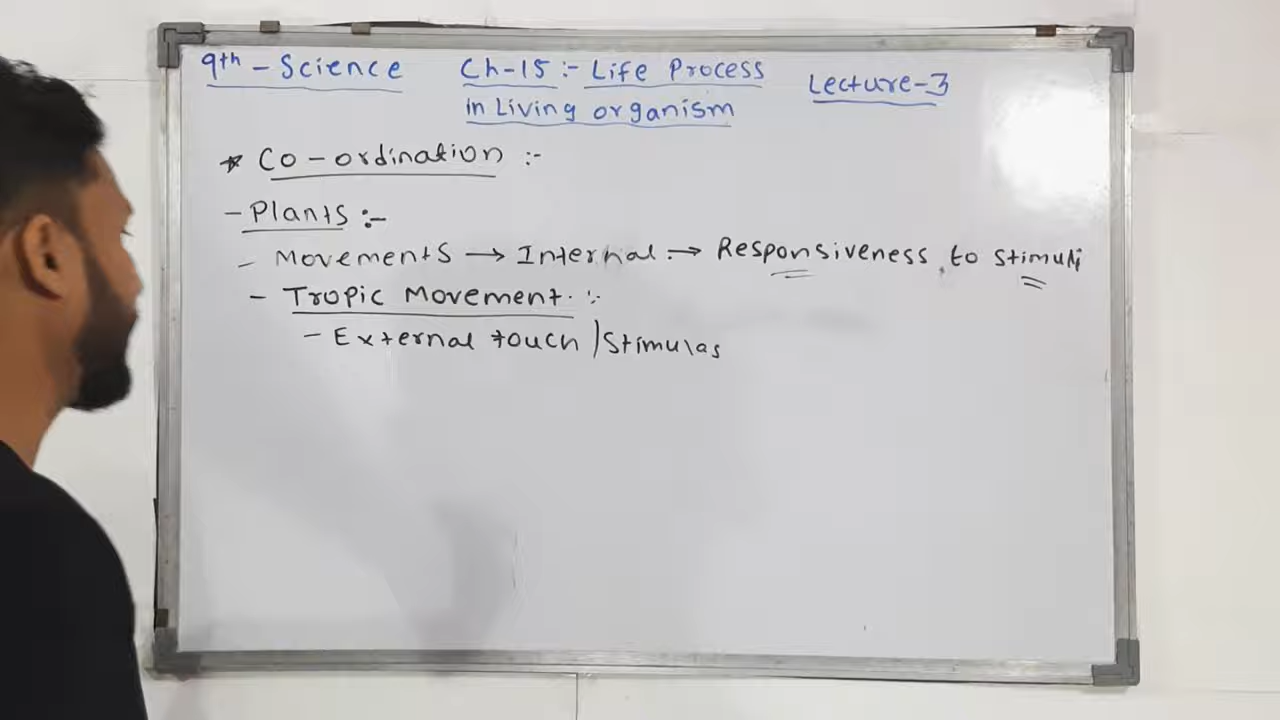 9th - Science Ch-15 :- Life Process Lecture-3
in Living organism
* Co-ordination :-
- Plants :-
- Movements → Internal → Responsiveness to stimuli
- Tropic Movement :-
- External touch / Stimulas